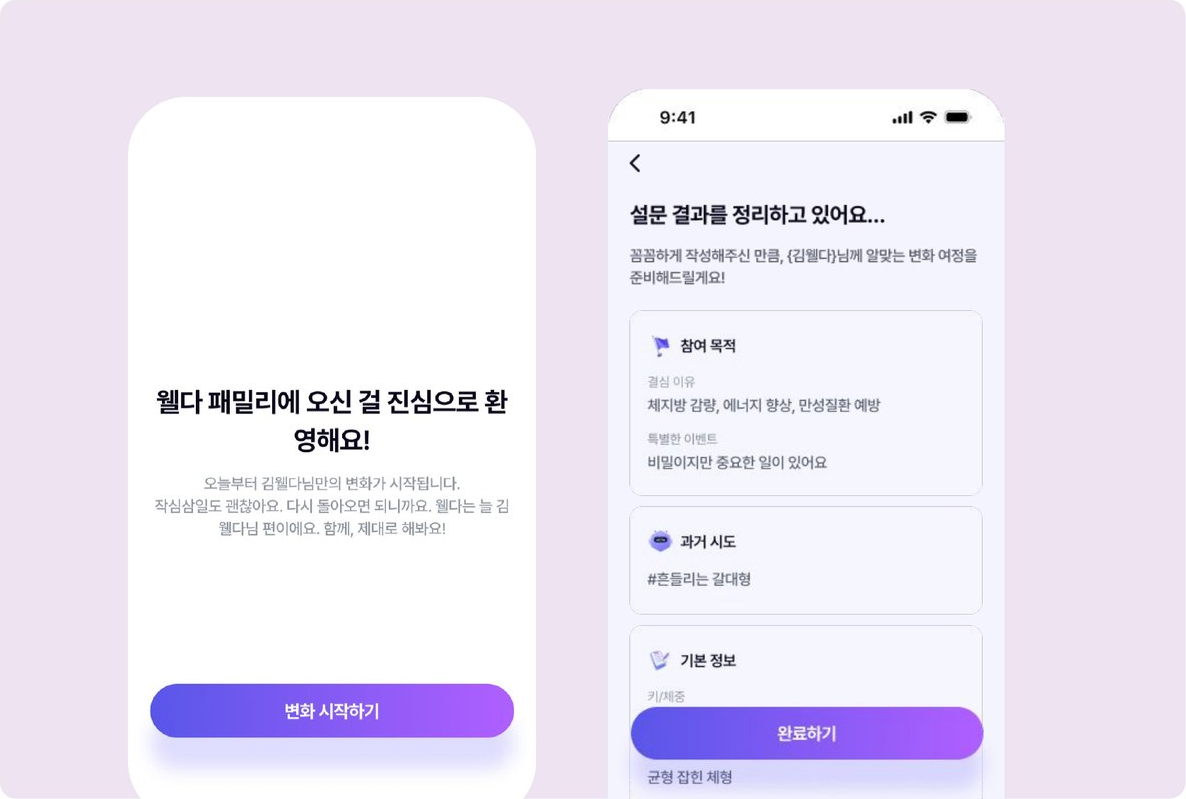 웰다 패밀리에 오신 걸 진심으로 환
영해요!
오늘부터 김웰다님만의 변화가 시작됩니다.
작심삼일도 괜찮아요. 다시 돌아오면 되니까요. 웰다는 늘 김
웰다님 편이에요. 함께, 제대로 해봐요!
변화 시작하기
9:41
설문 결과를 정리하고 있어요...
꼼꼼하게 작성해주신 만큼, {김웰다}님께 알맞는 변화 여정을
준비해드릴게요!
참여 목적
결심 이유
체지방 감량, 에너지 향상, 만성질환 예방
특별한 이벤트
비밀이지만 중요한 일이 있어요
과거 시도
#흔들리는 갈대형
기본 정보
키/체중
완료하기
균형 잡힌 체형